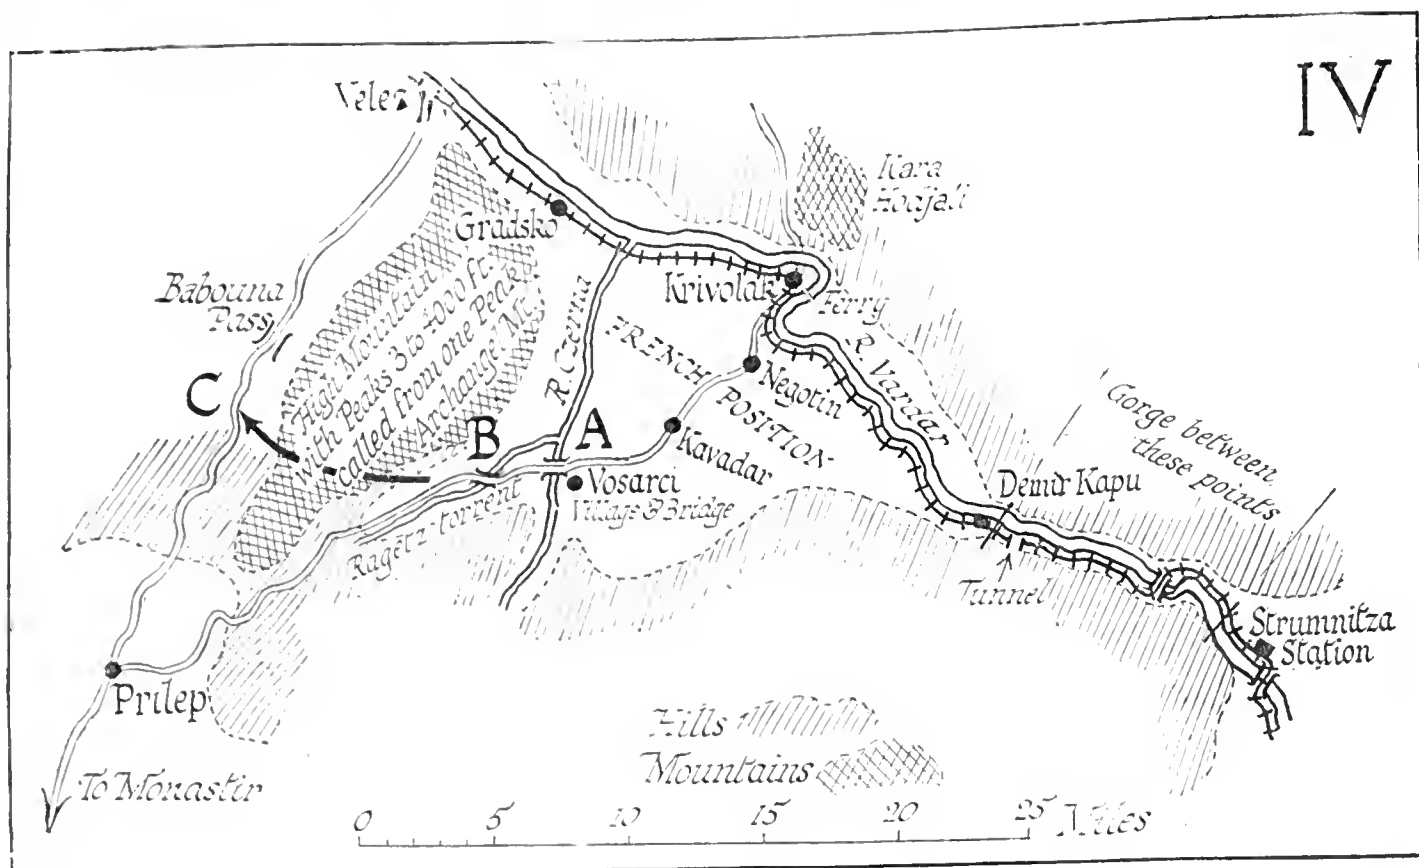 IV
Velez
Kara
Hodjali
Gradsko
Babouna
Pass
High Mountain
with Peaks 3 to 4000 ft.
called from one Peak
Archangel Mt.
R. Czerna
Krivolak
Ferry
FRENCH
POSITION
R. Vardar
Negotin
Kavadar
Gorge between
these points
C
B
A
Vosarci
Village & Bridge
Ragetz torrent
Demir Kapu
Tunnel
Strumnitza
Station
Prilep
To Monastir
Hills
Mountains
0 5 10 15 20 25 Miles